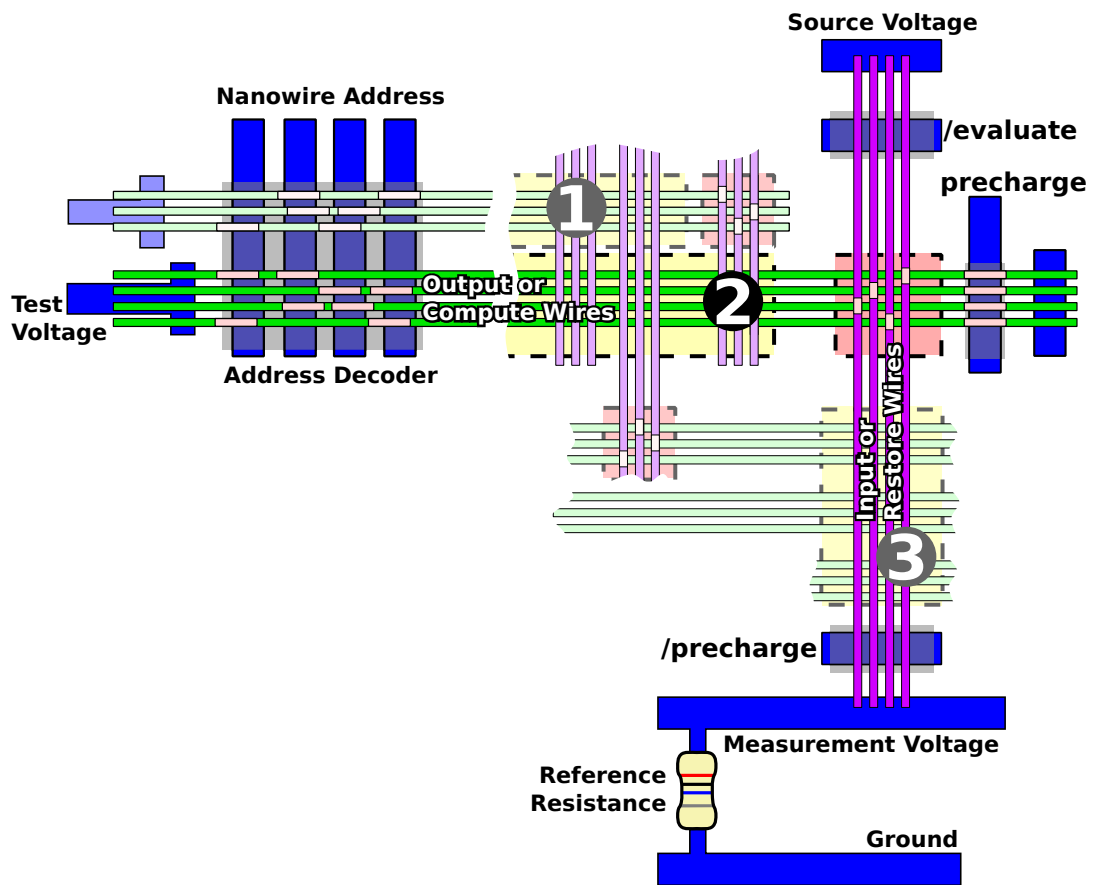 Source Voltage
Nanowire Address
/evaluate
precharge
1
Output or
Compute Wires
2
Test
Voltage
Address Decoder
Input or
Restore Wires
3
/precharge
Measurement Voltage
Reference
Resistance
Ground